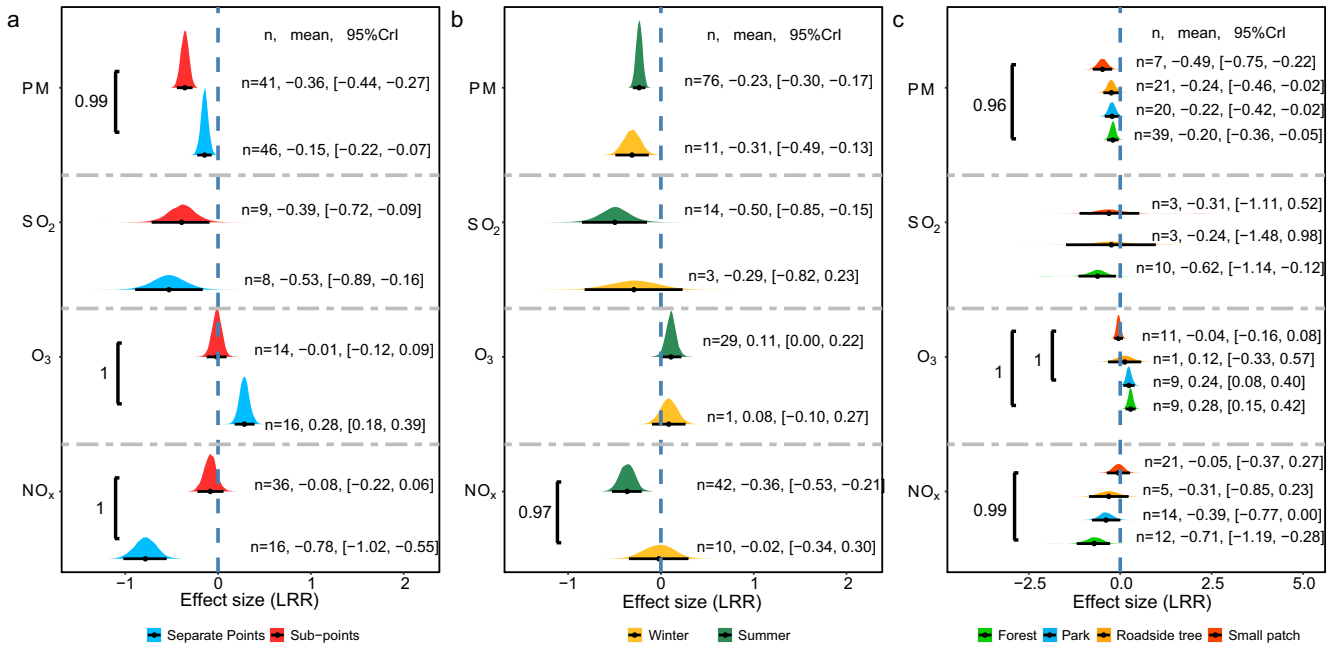 a
n, mean, 95%CrI
PM
0.99
n=41, −0.36, [−0.44, −0.27]
n=46, −0.15, [−0.22, −0.07]
SO2
n=9, −0.39, [−0.72, −0.09]
n=8, −0.53, [−0.89, −0.16]
O3
1
n=14, −0.01, [−0.12, 0.09]
n=16, 0.28, [0.18, 0.39]
NOx
1
n=36, −0.08, [−0.22, 0.06]
n=16, −0.78, [−1.02, −0.55]
−1 0 1 2
Effect size (LRR)
Separate Points Sub−points
b
n, mean, 95%CrI
PM
n=76, −0.23, [−0.30, −0.17]
n=11, −0.31, [−0.49, −0.13]
SO2
n=14, −0.50, [−0.85, −0.15]
n=3, −0.29, [−0.82, 0.23]
O3
n=29, 0.11, [0.00, 0.22]
n=1, 0.08, [−0.10, 0.27]
NOx
0.97
n=42, −0.36, [−0.53, −0.21]
n=10, −0.02, [−0.34, 0.30]
−1 0 1 2
Effect size (LRR)
Winter Summer
c
n, mean, 95%CrI
PM
0.96
n=7, −0.49, [−0.75, −0.22]
n=21, −0.24, [−0.46, −0.02]
n=20, −0.22, [−0.42, −0.02]
n=39, −0.20, [−0.36, −0.05]
SO2
n=3, −0.31, [−1.11, 0.52]
n=3, −0.24, [−1.48, 0.98]
n=10, −0.62, [−1.14, −0.12]
O3
1 1
n=11, −0.04, [−0.16, 0.08]
n=1, 0.12, [−0.33, 0.57]
n=9, 0.24, [0.08, 0.40]
n=9, 0.28, [0.15, 0.42]
NOx
0.99
n=21, −0.05, [−0.37, 0.27]
n=5, −0.31, [−0.85, 0.23]
n=14, −0.39, [−0.77, 0.00]
n=12, −0.71, [−1.19, −0.28]
−2.5 0.0 2.5 5.0
Effect size (LRR)
Forest Park Roadside tree Small patch